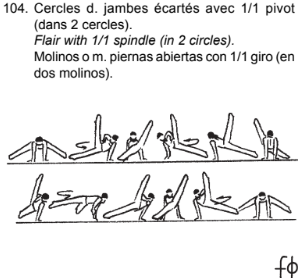 104. Cercles d. jambes écartés avec 1/1 pivot
(dans 2 cercles).
Flair with 1/1 spindle (in 2 circles).
Molinos o m. piernas abiertas con 1/1 giro (en
dos molinos).